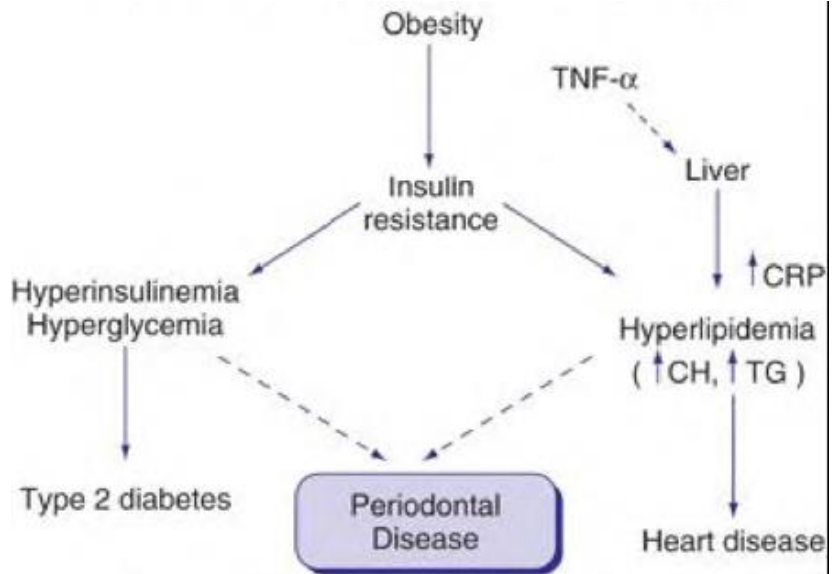 Obesity
TNF-α
Liver
Insulin
resistance
↑CRP
Hyperinsulinemia
Hyperglycemia
Hyperlipidemia
( ↑CH, ↑TG )
Type 2 diabetes
Periodontal
Disease
Heart disease